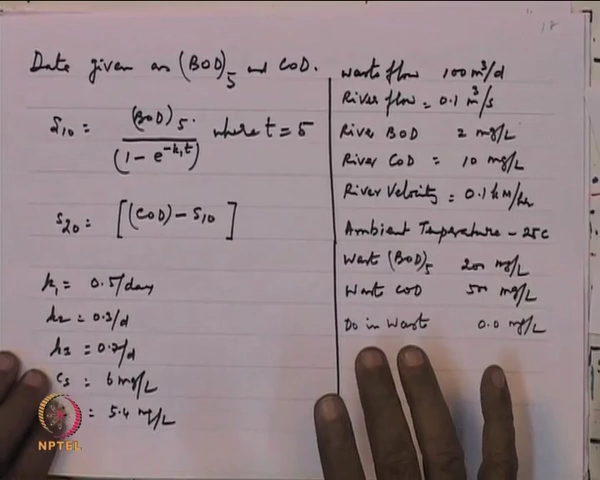 Data given as (BOD)5 and COD.
S10 = (BOD)5 / (1 - e^-k1t) where t = 5
S20 = [(COD) - S10]
k1 = 0.5/day
k2 = 0.3/d
k3 = 0.7/d
Cs = 6 mg/L
= 5.4 mg/L
Waste flow 100 m³/d
River flow = 0.1 m³/s
River BOD 2 mg/L
River COD = 10 mg/L
River Velocity = 0.1 km/hr
Ambient Temperature - 25c
Waste (BOD)5 200 mg/L
Waste COD 500 mg/L
Do in Waste 0.0 mg/L
NPTEL